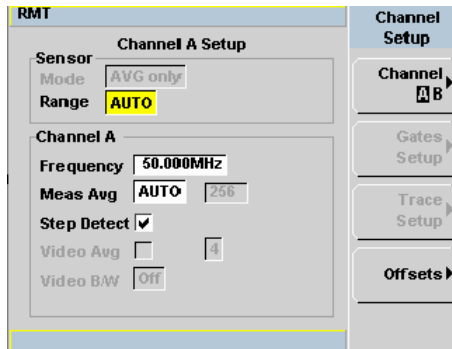 RMT
Channel A Setup
Sensor
Mode AVG only
Range AUTO
Channel A
Frequency 50.000MHz
Meas Avg AUTO 256
Step Detect
Video Avg 4
Video B/W Off
Channel
Setup
Channel
A B
Gates
Setup
Trace
Setup
Offsets